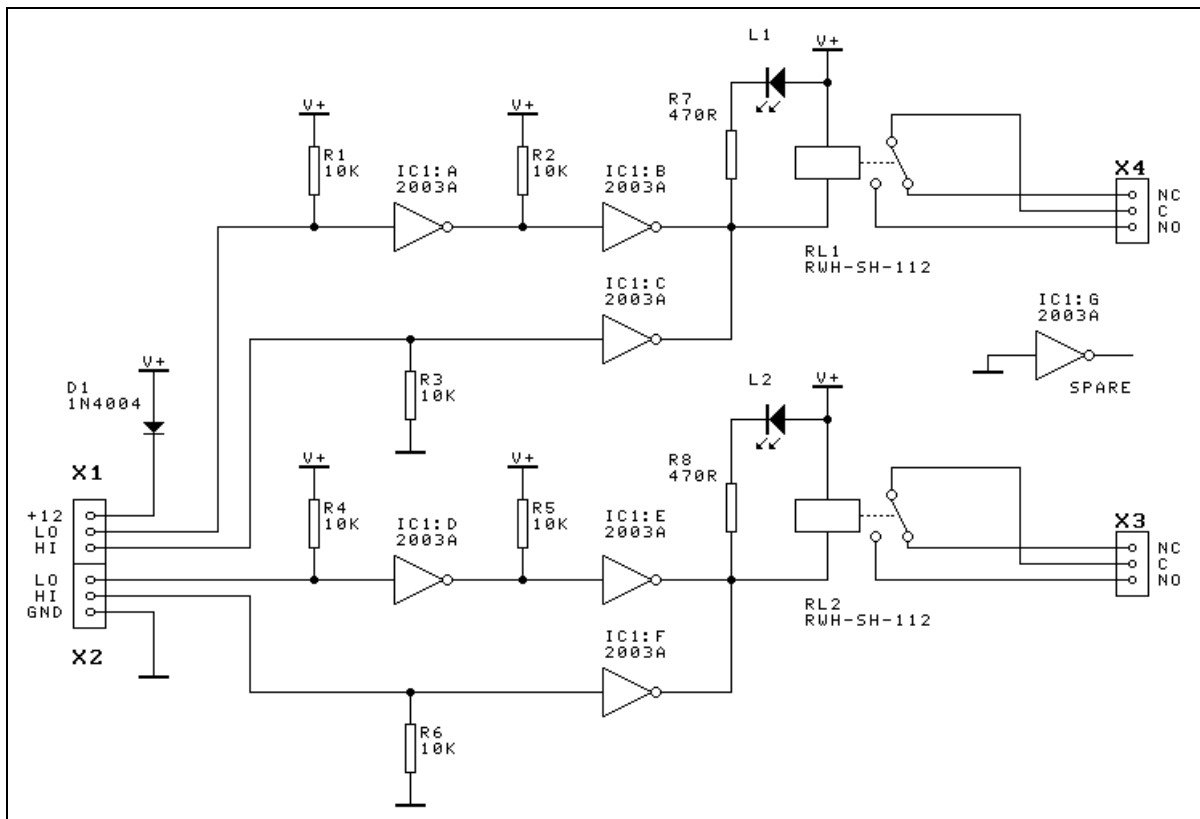 L1
V+
V+
V+
R7
470R
R1
10K
R2
10K
IC1:A
2003A
IC1:B
2003A
X4
NC
C
NO
RL1
RWH-SH-112
IC1:C
2003A
IC1:G
2003A
SPARE
V+
D1
1N4004
R3
10K
L2
V+
X1
V+
V+
R8
470R
+12
LO
HI
LO
HI
GND
X2
R4
10K
R5
10K
IC1:D
2003A
IC1:E
2003A
X3
NC
C
NO
RL2
RWH-SH-112
IC1:F
2003A
R6
10K